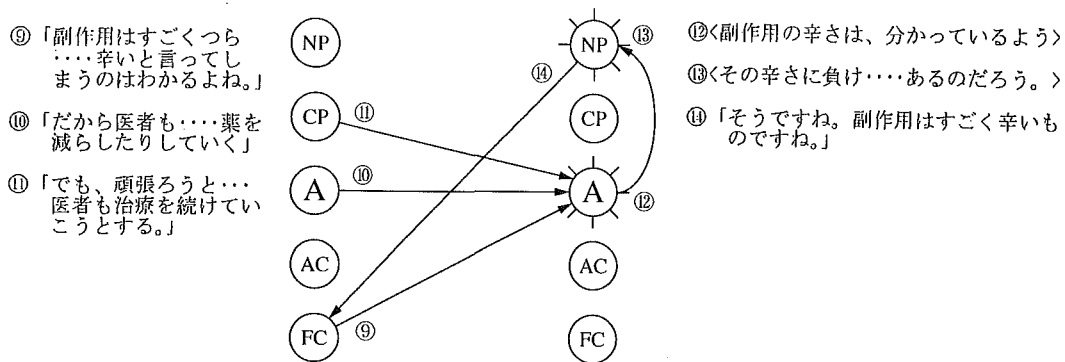 ⑨「副作用はすごくつら
‥‥辛いと言ってし
まうのはわかるよね。」
⑩「だから医者も‥‥薬を
減らしたりしていく」
⑪「でも、頑張ろうと‥‥
医者も治療を続けてい
こうとする。」
NP
CP
A
AC
FC
⑪
⑩
⑨
⑭
NP
CP
A
AC
FC
⑬
⑫
⑫〈副作用の辛さは、分かっているよう〉
⑬〈その辛さに負け‥‥あるのだろう。〉
⑭「そうですね。副作用はすごく辛いも
のですね。」